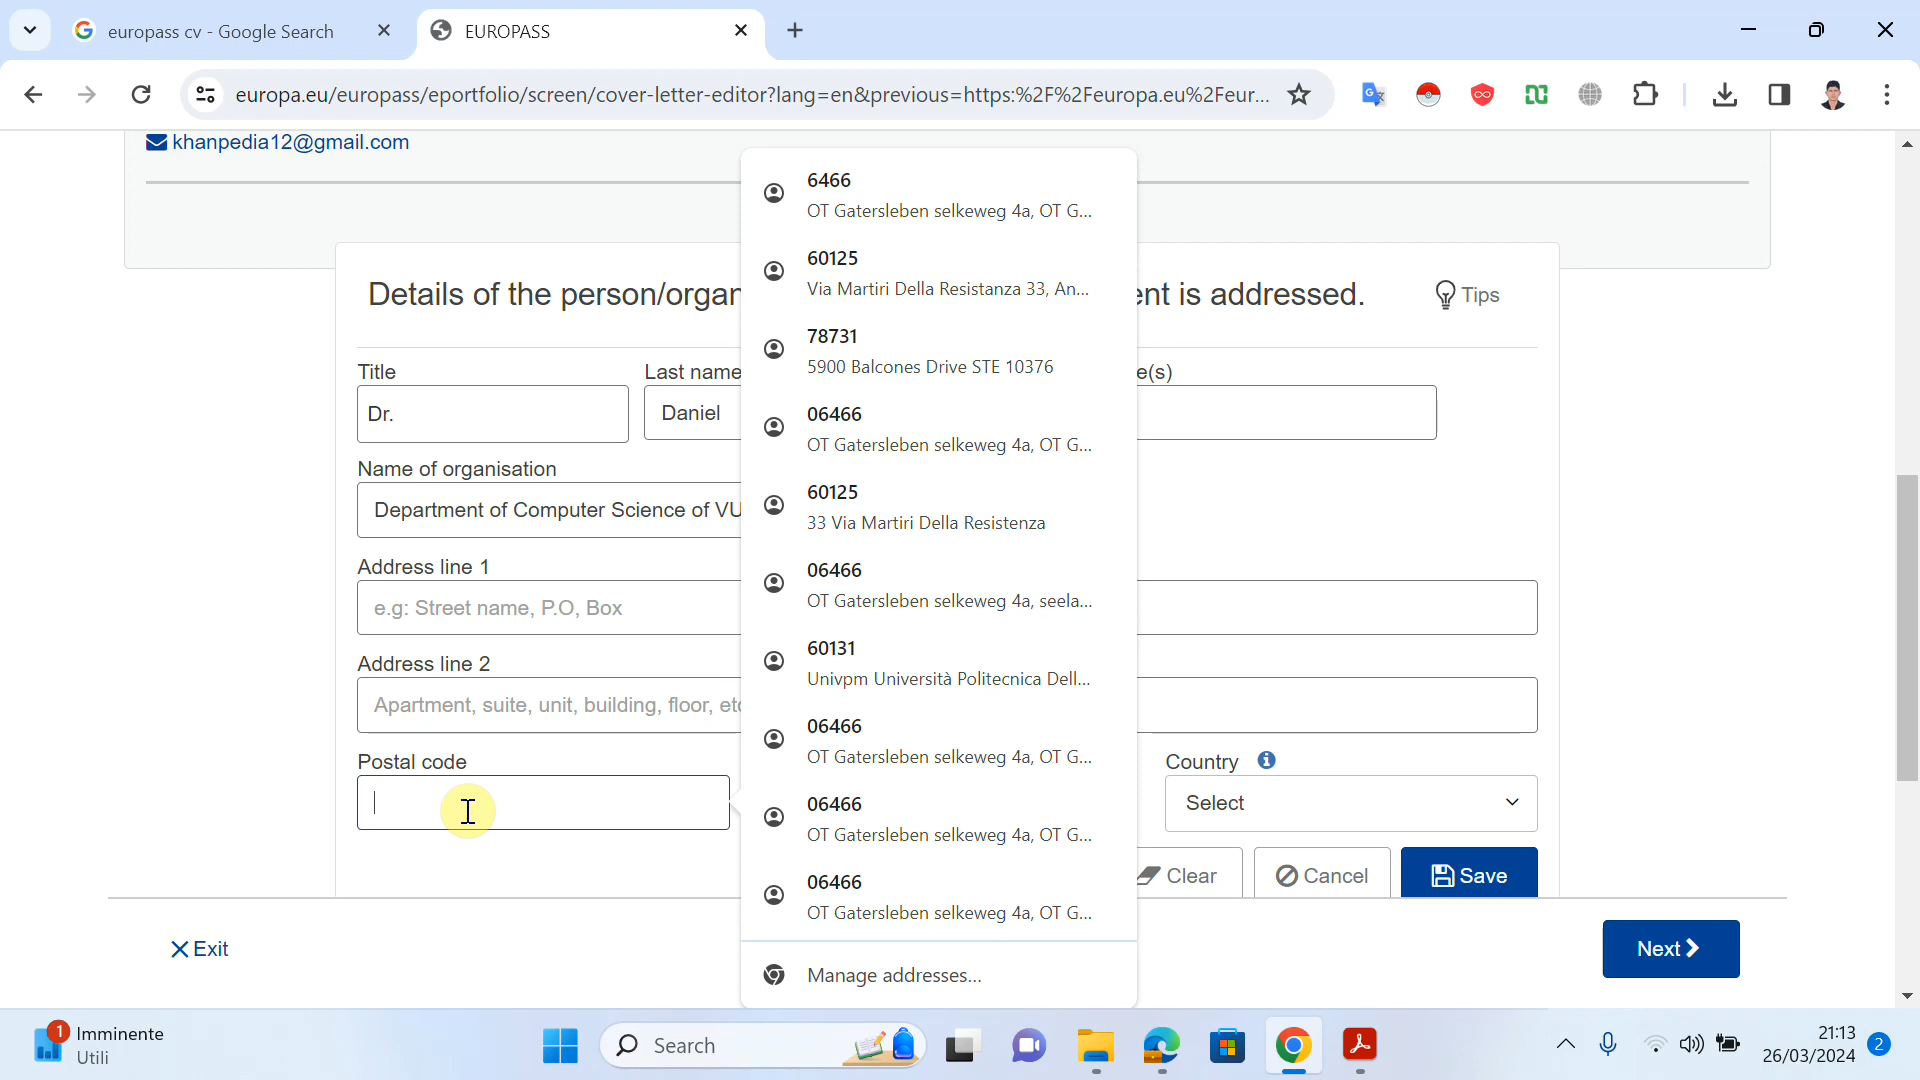 europass cv - Google Search
EUROPASS
europa.eu/europass/eportfolio/screen/cover-letter-editor?lang=en&previous=https:%2F%2Feuropa.eu%2Feur...
khanpedia12@gmail.com
Details of the person/organ
ent is addressed.
Tips
Title
Last name
e(s)
Dr.
Daniel
Name of organisation
Department of Computer Science of VU
Address line 1
e.g: Street name, P.O, Box
Address line 2
Apartment, suite, unit, building, floor, etc
Postal code
Country
Select
6466
OT Gatersleben selkeweg 4a, OT G...
60125
Via Martiri Della Resistanza 33, An...
78731
5900 Balcones Drive STE 10376
06466
OT Gatersleben selkeweg 4a, OT G...
60125
33 Via Martiri Della Resistenza
06466
OT Gatersleben selkeweg 4a, seela...
60131
Univpm Università Politecnica Dell...
06466
OT Gatersleben selkeweg 4a, OT G...
06466
OT Gatersleben selkeweg 4a, OT G...
06466
OT Gatersleben selkeweg 4a, OT G...
Manage addresses...
Clear
Cancel
Save
Exit
Next
1
Imminente
Utili
Search
21:13
26/03/2024
2